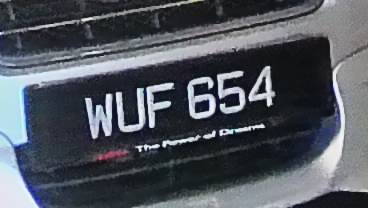 WUF 654
The Power of Dreams